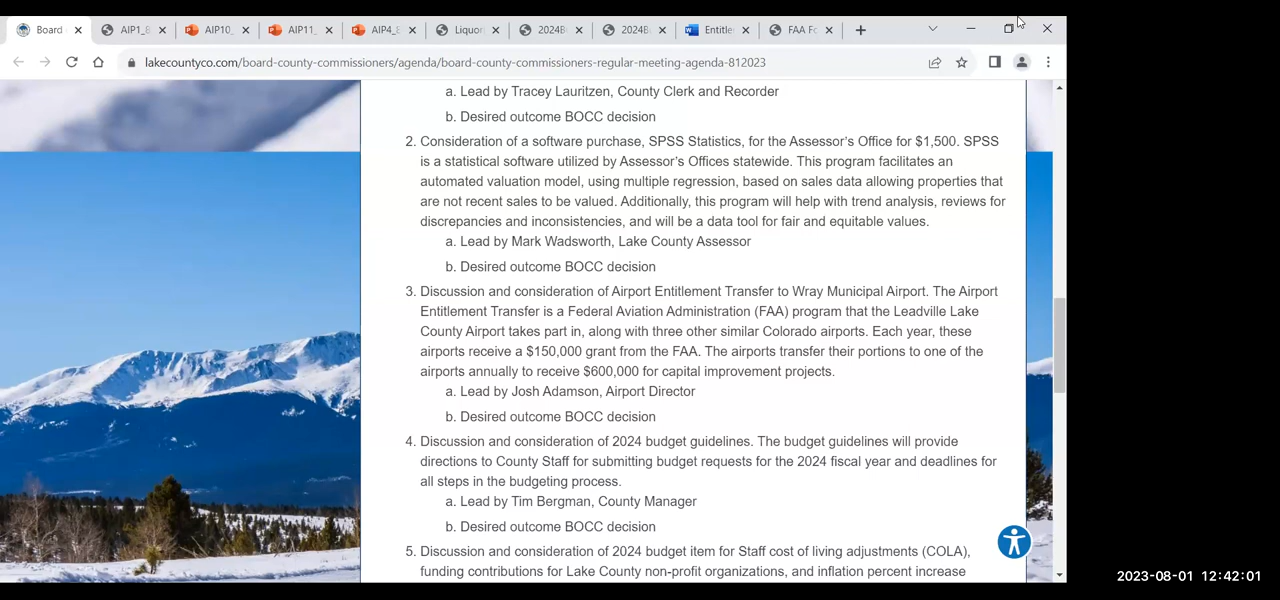 Board
AIP1_B
AIP10_
AIP11_
AIP4_E
Liquor
2024B
2024B
Entitle
FAA Fo
lakecountyco.com/board-county-commissioners/agenda/board-county-commissioners-regular-meeting-agenda-812023
a. Lead by Tracey Lauritzen, County Clerk and Recorder
b. Desired outcome BOCC decision
2. Consideration of a software purchase, SPSS Statistics, for the Assessor's Office for $1,500. SPSS
is a statistical software utilized by Assessor's Offices statewide. This program facilitates an
automated valuation model, using multiple regression, based on sales data allowing properties that
are not recent sales to be valued. Additionally, this program will help with trend analysis, reviews for
discrepancies and inconsistencies, and will be a data tool for fair and equitable values.
a. Lead by Mark Wadsworth, Lake County Assessor
b. Desired outcome BOCC decision
3. Discussion and consideration of Airport Entitlement Transfer to Wray Municipal Airport. The Airport
Entitlement Transfer is a Federal Aviation Administration (FAA) program that the Leadville Lake
County Airport takes part in, along with three other similar Colorado airports. Each year, these
airports receive a $150,000 grant from the FAA. The airports transfer their portions to one of the
airports annually to receive $600,000 for capital improvement projects.
a. Lead by Josh Adamson, Airport Director
b. Desired outcome BOCC decision
4. Discussion and consideration of 2024 budget guidelines. The budget guidelines will provide
directions to County Staff for submitting budget requests for the 2024 fiscal year and deadlines for
all steps in the budgeting process.
a. Lead by Tim Bergman, County Manager
b. Desired outcome BOCC decision
5. Discussion and consideration of 2024 budget item for Staff cost of living adjustments (COLA),
funding contributions for Lake County non-profit organizations, and inflation percent increase
2023-08-01 12:42:01